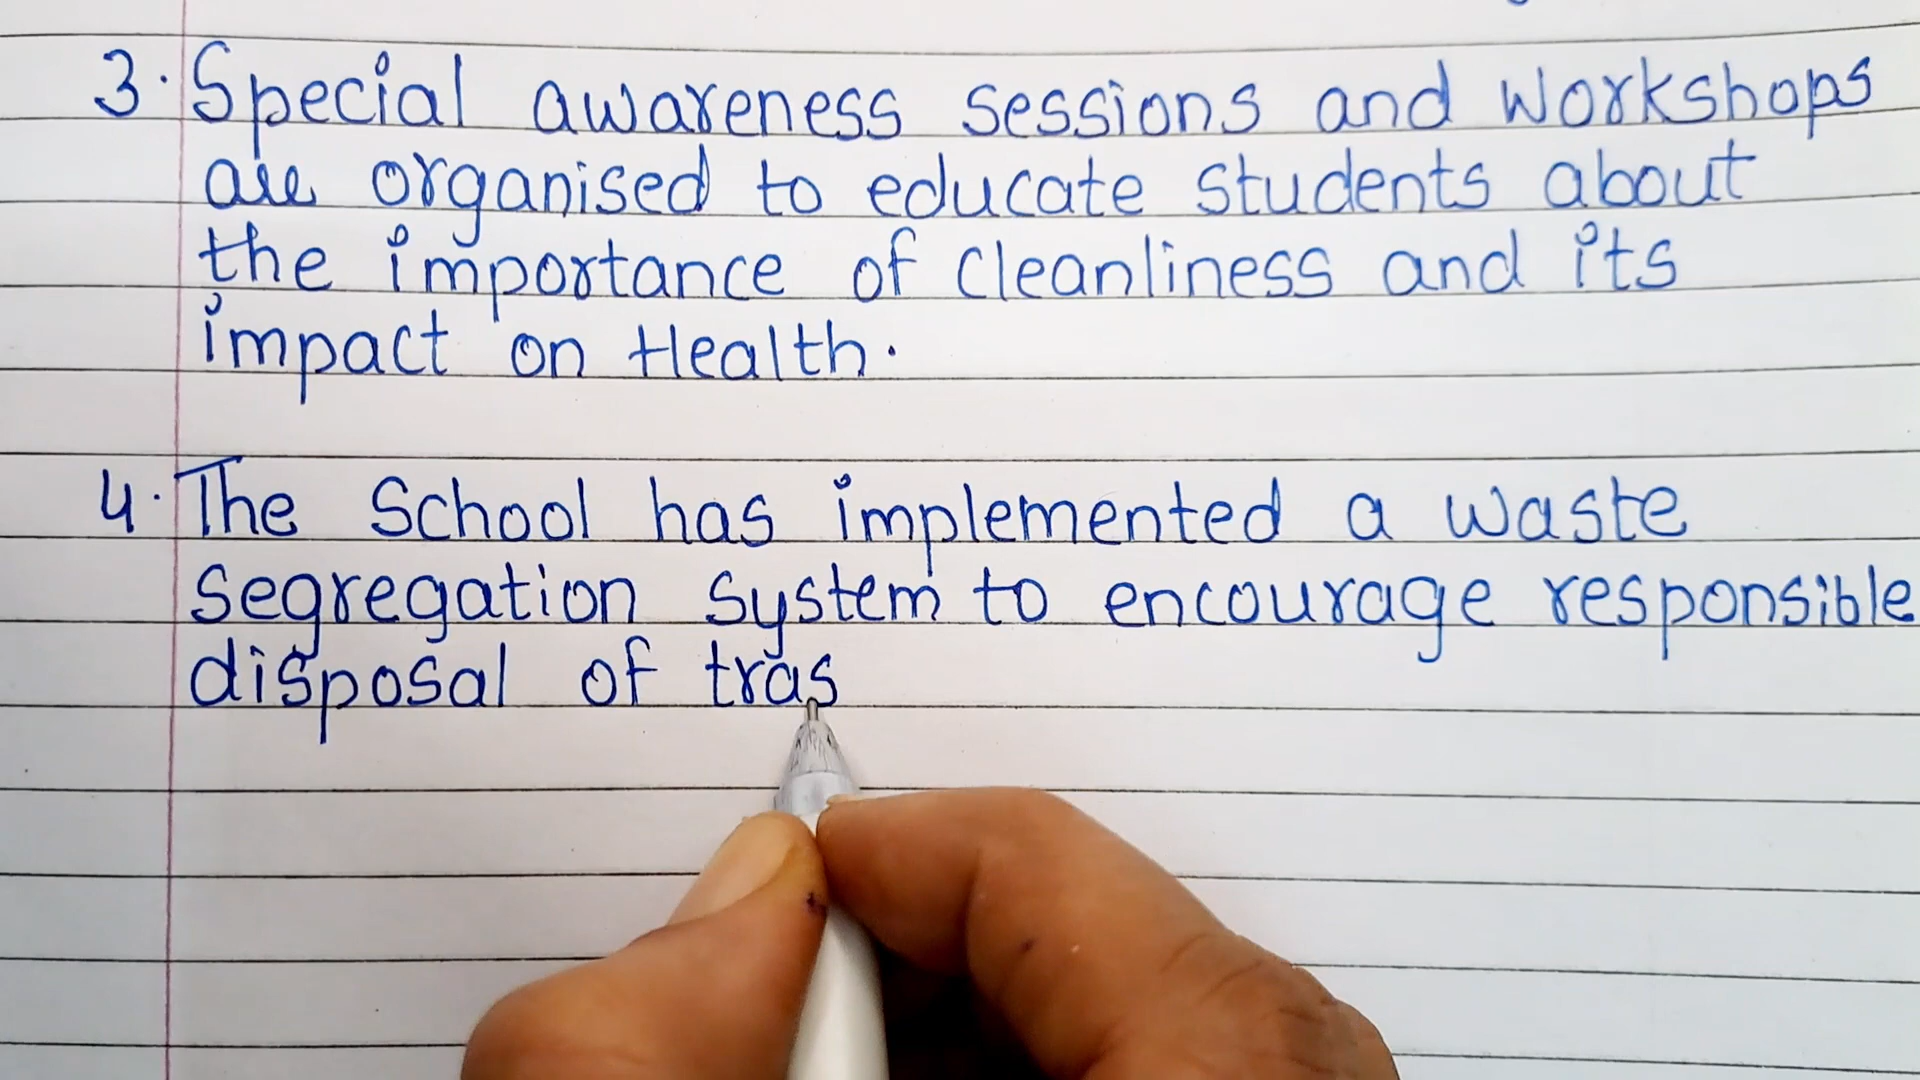 3. Special awareness sessions and workshops
are organised to educate students about
the importance of cleanliness and its
impact on Health.
4. The School has implemented a waste
segregation system to encourage responsible
disposal of tras